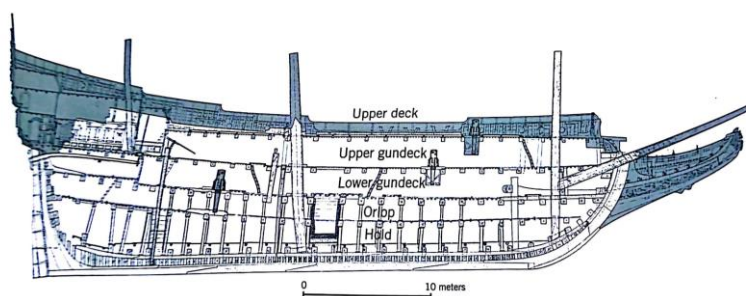 Upper deck
Upper gundeck
Lower gundeck
Orlop
Hold
0 10 meters